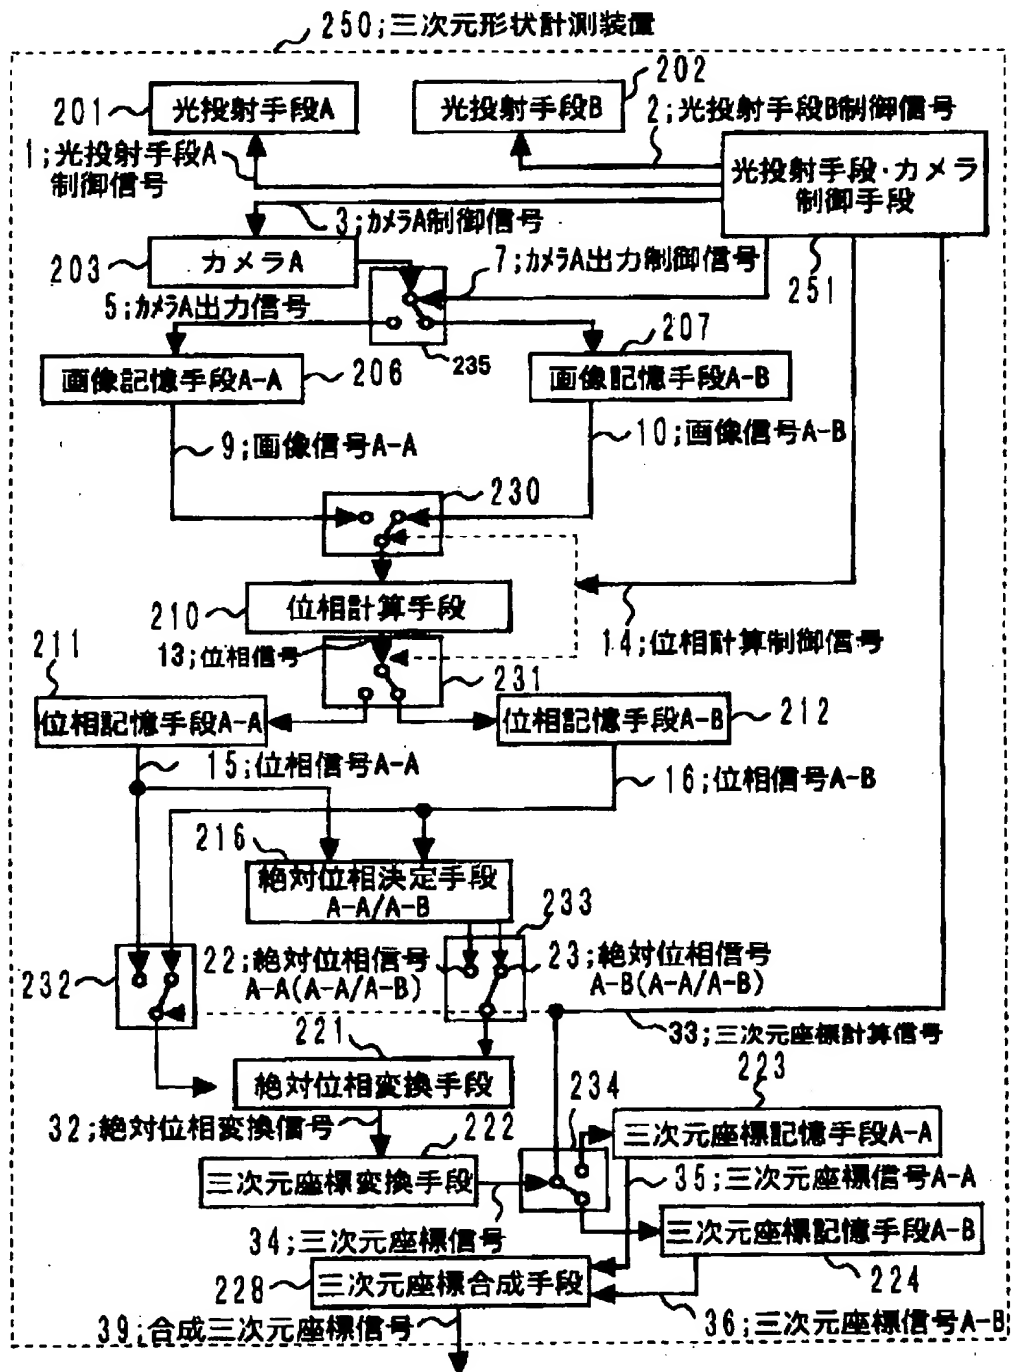 250;三次元形状計測装置
201
光投射手段A
光投射手段B
202
2;光投射手段B制御信号
1;光投射手段A
制御信号
光投射手段・カメラ
制御手段
3;カメラA制御信号
203
カメラA
7;カメラA出力制御信号
251
5;カメラA出力信号
235
207
画像記憶手段A-A
206
画像記憶手段A-B
9;画像信号A-A
10;画像信号A-B
230
210
位相計算手段
14;位相計算制御信号
13;位相信号
211
231
位相記憶手段A-A
位相記憶手段A-B
212
15;位相信号A-A
16;位相信号A-B
216
絶対位相決定手段
A-A/A-B
233
232
22;絶対位相信号
A-A(A-A/A-B)
23;絶対位相信号
A-B(A-A/A-B)
33;三次元座標計算信号
221
絶対位相変換手段
234
223
32;絶対位相変換信号
222
三次元座標記憶手段A-A
三次元座標変換手段
35;三次元座標信号A-A
34;三次元座標信号
三次元座標記憶手段A-B
228
三次元座標合成手段
224
39;合成三次元座標信号
36;三次元座標信号A-B